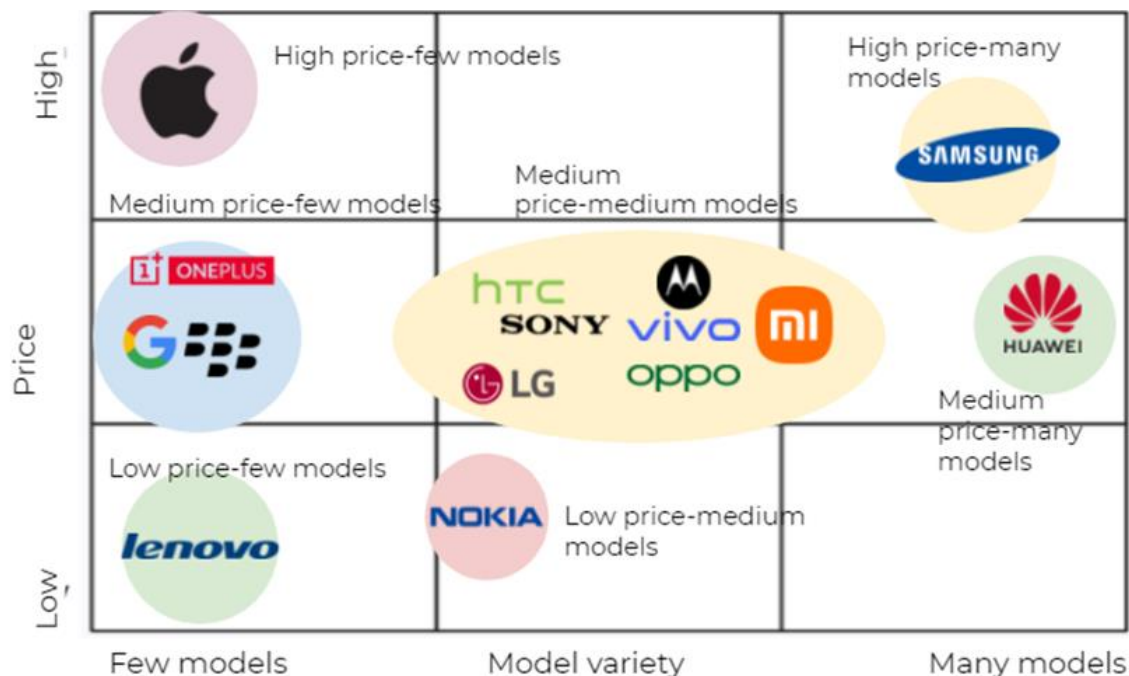 High
High price-few models
High price-many
models
SAMSUNG
Medium price-few models
Medium
price-medium models
Price
1+ ONEPLUS
G
hTC
SONY
vivo
mi
LG
oppo
HUAWEI
Medium
price-many
models
Low price-few models
lenovo
NOKIA
Low price-medium
models
Low
Few models
Model variety
Many models